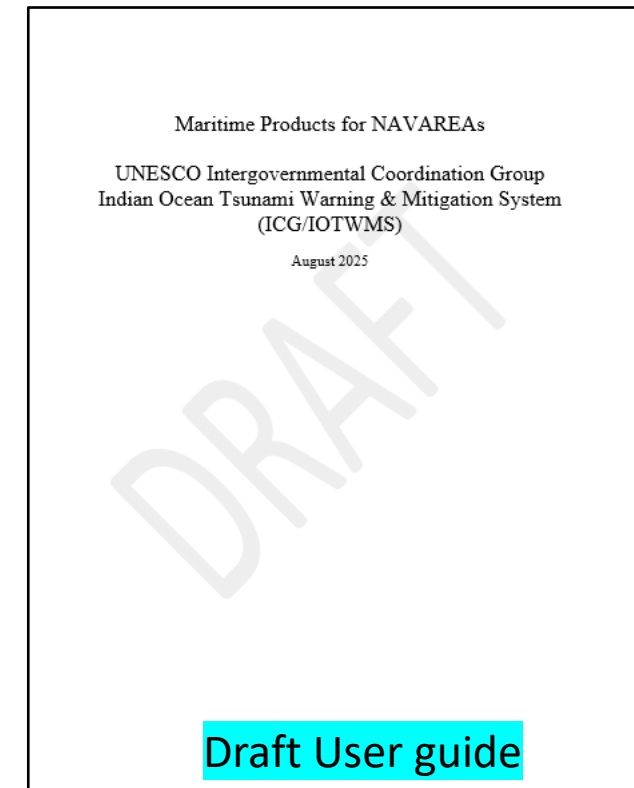 Maritime Products for NAVAREAs
UNESCO Intergovernmental Coordination Group
Indian Ocean Tsunami Warning & Mitigation System
(ICG/IOTWMS)
August 2025
DRAFT
Draft User guide